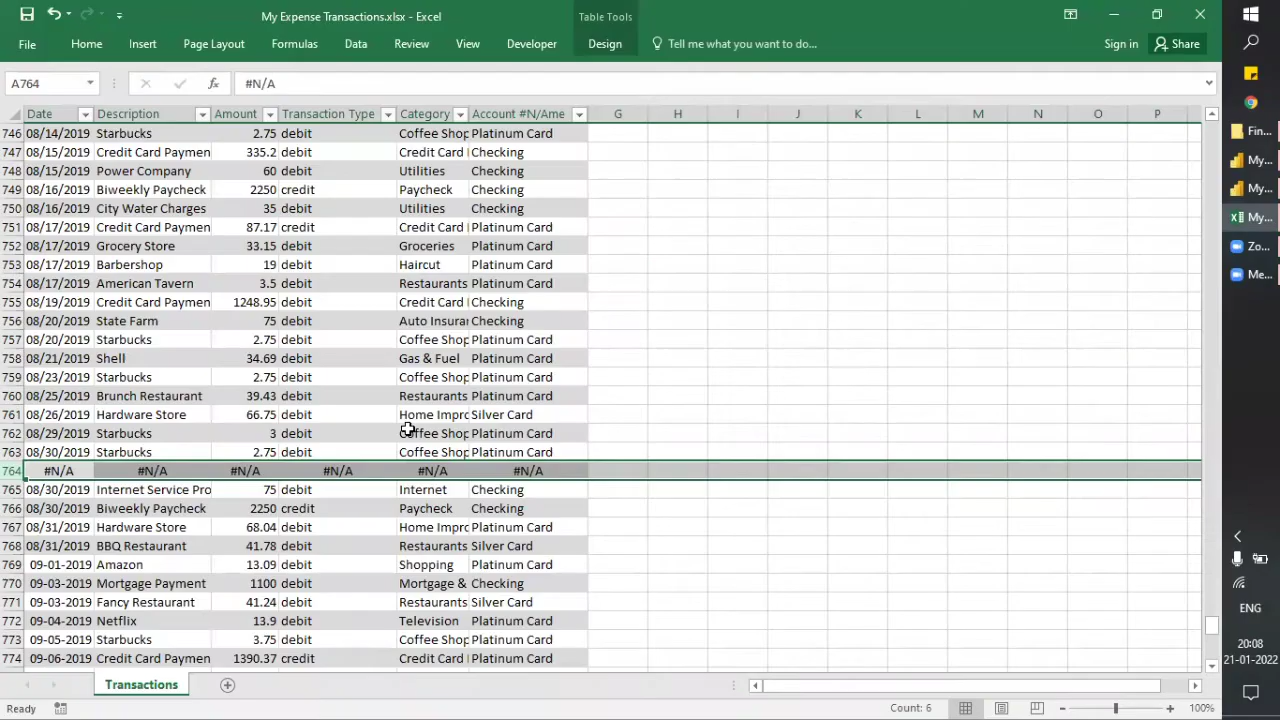 My Expense Transactions.xlsx - Excel
Table Tools
File Home Insert Page Layout Formulas Data Review View Developer Design Tell me what you want to do... Sign in Share
A764 fx #N/A
Date Description Amount Transaction Type Category Account #N/Ame G H I J K L M N O P
746 08/14/2019 Starbucks 2.75 debit Coffee Shop Platinum Card
747 08/15/2019 Credit Card Paymen 335.2 debit Credit Card Checking
748 08/15/2019 Power Company 60 debit Utilities Checking
749 08/16/2019 Biweekly Paycheck 2250 credit Paycheck Checking
750 08/16/2019 City Water Charges 35 debit Utilities Checking
751 08/17/2019 Credit Card Paymen 87.17 credit Credit Card Platinum Card
752 08/17/2019 Grocery Store 33.15 debit Groceries Platinum Card
753 08/17/2019 Barbershop 19 debit Haircut Platinum Card
754 08/17/2019 American Tavern 3.5 debit Restaurants Platinum Card
755 08/19/2019 Credit Card Paymen 1248.95 debit Credit Card Checking
756 08/20/2019 State Farm 75 debit Auto Insurar Checking
757 08/20/2019 Starbucks 2.75 debit Coffee Shop Platinum Card
758 08/21/2019 Shell 34.69 debit Gas & Fuel Platinum Card
759 08/23/2019 Starbucks 2.75 debit Coffee Shop Platinum Card
760 08/25/2019 Brunch Restaurant 39.43 debit Restaurants Platinum Card
761 08/26/2019 Hardware Store 66.75 debit Home Impro Silver Card
762 08/29/2019 Starbucks 3 debit Coffee Shop Platinum Card
763 08/30/2019 Starbucks 2.75 debit Coffee Shop Platinum Card
764 #N/A #N/A #N/A #N/A #N/A #N/A
765 08/30/2019 Internet Service Pro 75 debit Internet Checking
766 08/30/2019 Biweekly Paycheck 2250 credit Paycheck Checking
767 08/31/2019 Hardware Store 68.04 debit Home Impro Platinum Card
768 08/31/2019 BBQ Restaurant 41.78 debit Restaurants Silver Card
769 09-01-2019 Amazon 13.09 debit Shopping Platinum Card
770 09-03-2019 Mortgage Payment 1100 debit Mortgage & Checking
771 09-03-2019 Fancy Restaurant 41.24 debit Restaurants Silver Card
772 09-04-2019 Netflix 13.9 debit Television Platinum Card
773 09-05-2019 Starbucks 3.75 debit Coffee Shop Platinum Card
774 09-06-2019 Credit Card Paymen 1390.37 credit Credit Card Platinum Card
Transactions
Ready Count: 6 100%
Fin...
My...
My...
My...
Zo...
Me...
ENG
20:08
21-01-2022